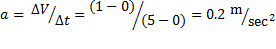 a = ΔV/Δt = (1−0)/(5−0) = 0.2 m/sec²